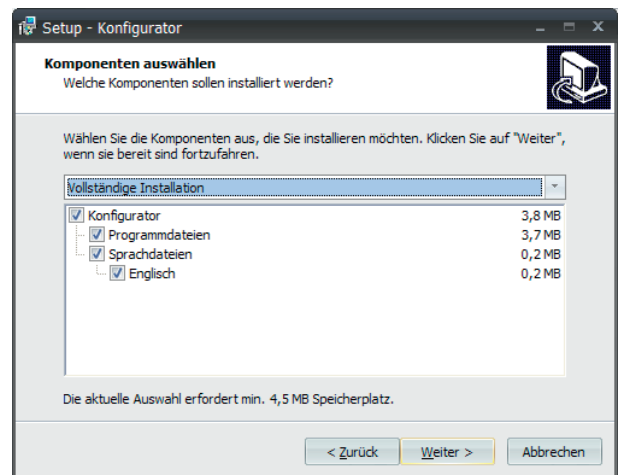 Setup - Konfigurator
Komponenten auswählen
Welche Komponenten sollen installiert werden?
Wählen Sie die Komponenten aus, die Sie installieren möchten. Klicken Sie auf "Weiter",
wenn sie bereit sind fortzufahren.
Vollständige Installation
Konfigurator 3,8 MB
Programmdateien 3,7 MB
Sprachdateien 0,2 MB
Englisch 0,2 MB
Die aktuelle Auswahl erfordert min. 4,5 MB Speicherplatz.
< Zurück Weiter > Abbrechen